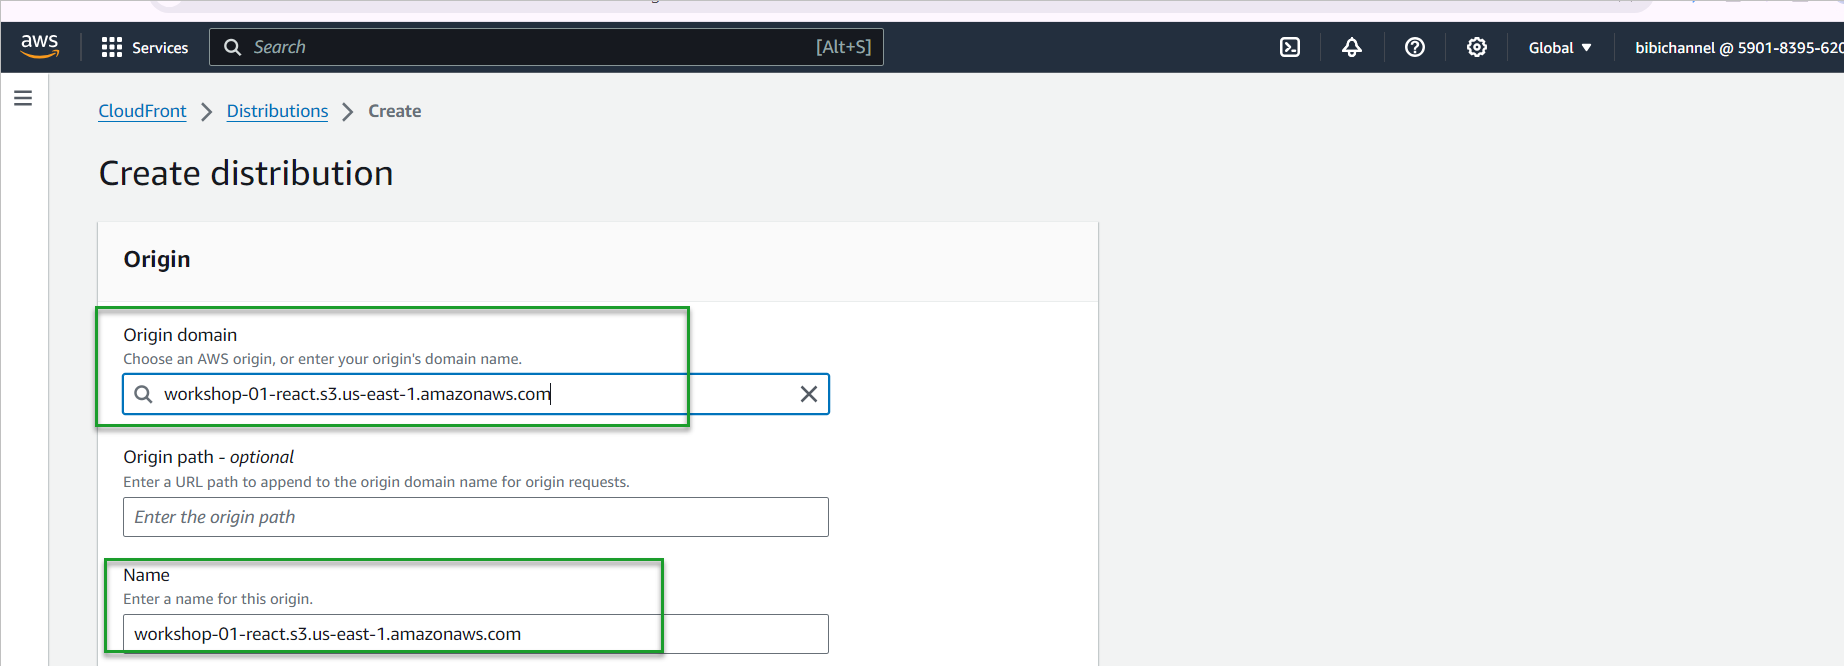 aws
Services
Search
[Alt+S]
Global
bibichannel @ 5901-8395-620
CloudFront
Distributions
Create
Create distribution
Origin
Origin domain
Choose an AWS origin, or enter your origin's domain name.
workshop-01-react.s3.us-east-1.amazonaws.com
Origin path - optional
Enter a URL path to append to the origin domain name for origin requests.
Enter the origin path
Name
Enter a name for this origin.
workshop-01-react.s3.us-east-1.amazonaws.com